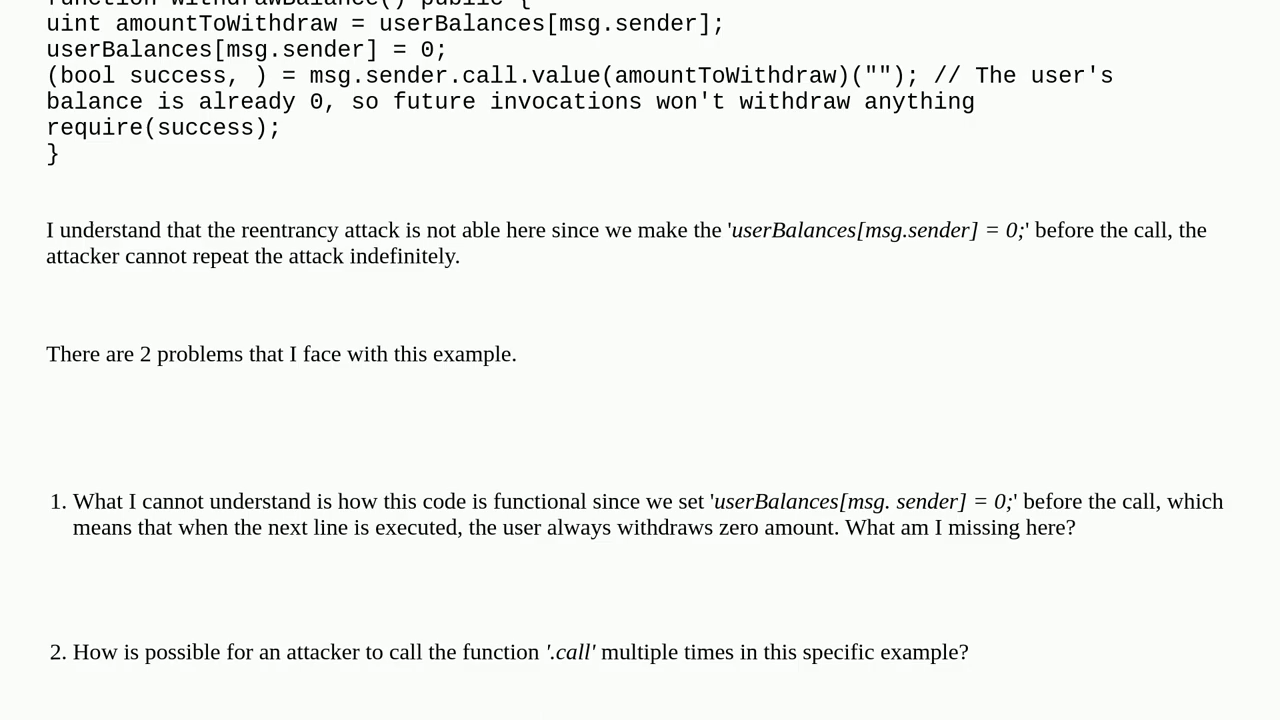 function withdrawBalance() public {
uint amountToWithdraw = userBalances[msg.sender];
userBalances[msg.sender] = 0;
(bool success, ) = msg.sender.call.value(amountToWithdraw)(""); // The user's
balance is already 0, so future invocations won't withdraw anything
require(success);
}
I understand that the reentrancy attack is not able here since we make the 'userBalances[msg.sender] = 0;' before the call, the
attacker cannot repeat the attack indefinitely.
There are 2 problems that I face with this example.
1. What I cannot understand is how this code is functional since we set 'userBalances[msg. sender] = 0;' before the call, which
means that when the next line is executed, the user always withdraws zero amount. What am I missing here?
2. How is possible for an attacker to call the function '.call' multiple times in this specific example?